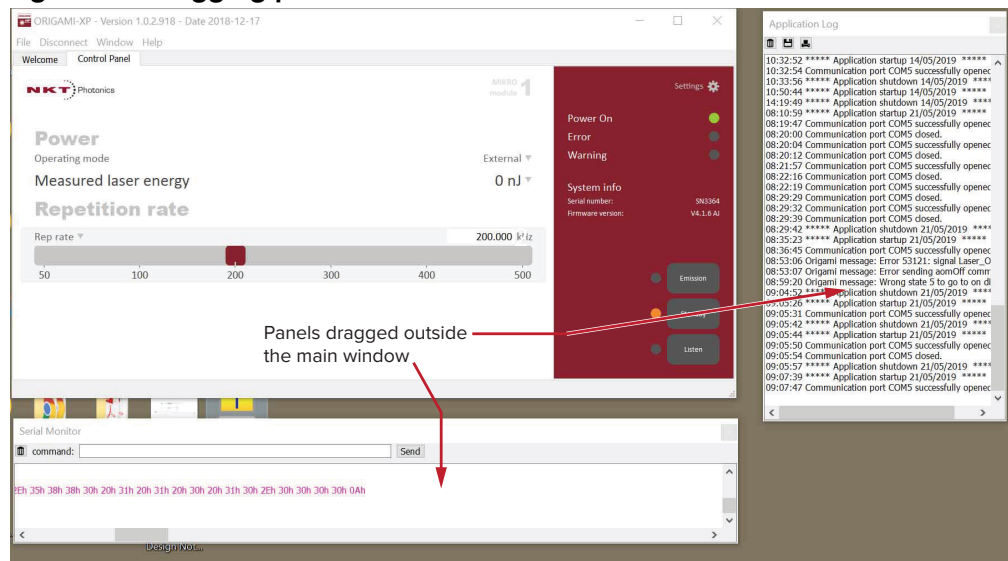 ORIGAMI-XP - Version 1.0.2.918 - Date 2018-12-17
File Disconnect Window Help
Welcome Control Panel
NKT Photonics
MIKRO
module 1
Settings
Power On
Error
Warning
Power
Operating mode External
Measured laser energy 0 nJ
System info
Serial number: SN3364
Firmware version: V4.1.6 AI
Repetition rate
Rep rate 200.000
50 100 200 300 400 500
Emission
Listen
Panels dragged outside
the main window
Application Log
10:32:52 ***** Application startup 14/05/2019 *****
10:32:54 Communication port COM5 successfully openec
10:33:56 ***** Application shutdown 14/05/2019 ****
10:50:44 ***** Application startup 14/05/2019 *****
14:19:49 ***** Application shutdown 14/05/2019 ****
08:10:59 ***** Application startup 21/05/2019 *****
08:19:47 Communication port COM5 successfully openec
08:20:00 Communication port COM5 closed.
08:20:04 Communication port COM5 successfully openec
08:20:12 Communication port COM5 closed.
08:21:57 Communication port COM5 successfully openec
08:22:16 Communication port COM5 closed.
08:22:19 Communication port COM5 successfully openec
08:29:29 Communication port COM5 closed.
08:29:32 Communication port COM5 successfully openec
08:29:39 Communication port COM5 closed.
08:29:42 ***** Application shutdown 21/05/2019 ****
08:35:23 ***** Application startup 21/05/2019 *****
08:36:45 Communication port COM5 successfully openec
08:53:06 Origami message: Error 53121: signal Laser_O
08:53:07 Origami message: Error sending aomOff comm
08:59:20 Origami message: Wrong state 5 to go to on dl
09:04:52 ***** Application shutdown 21/05/2019 ****
09:05:26 ***** Application startup 21/05/2019 *****
09:05:31 Communication port COM5 successfully openec
09:05:42 ***** Application shutdown 21/05/2019 ****
09:05:44 ***** Application startup 21/05/2019 *****
09:05:50 Communication port COM5 successfully openec
09:05:54 Communication port COM5 closed.
09:05:57 ***** Application shutdown 21/05/2019 ****
09:07:39 ***** Application startup 21/05/2019 *****
09:07:47 Communication port COM5 successfully openec
Serial Monitor
command: Send
2Eh 35h 38h 38h 30h 20h 31h 20h 31h 20h 30h 20h 31h 30h 2Eh 30h 30h 30h 30h 0Ah
Design Not...